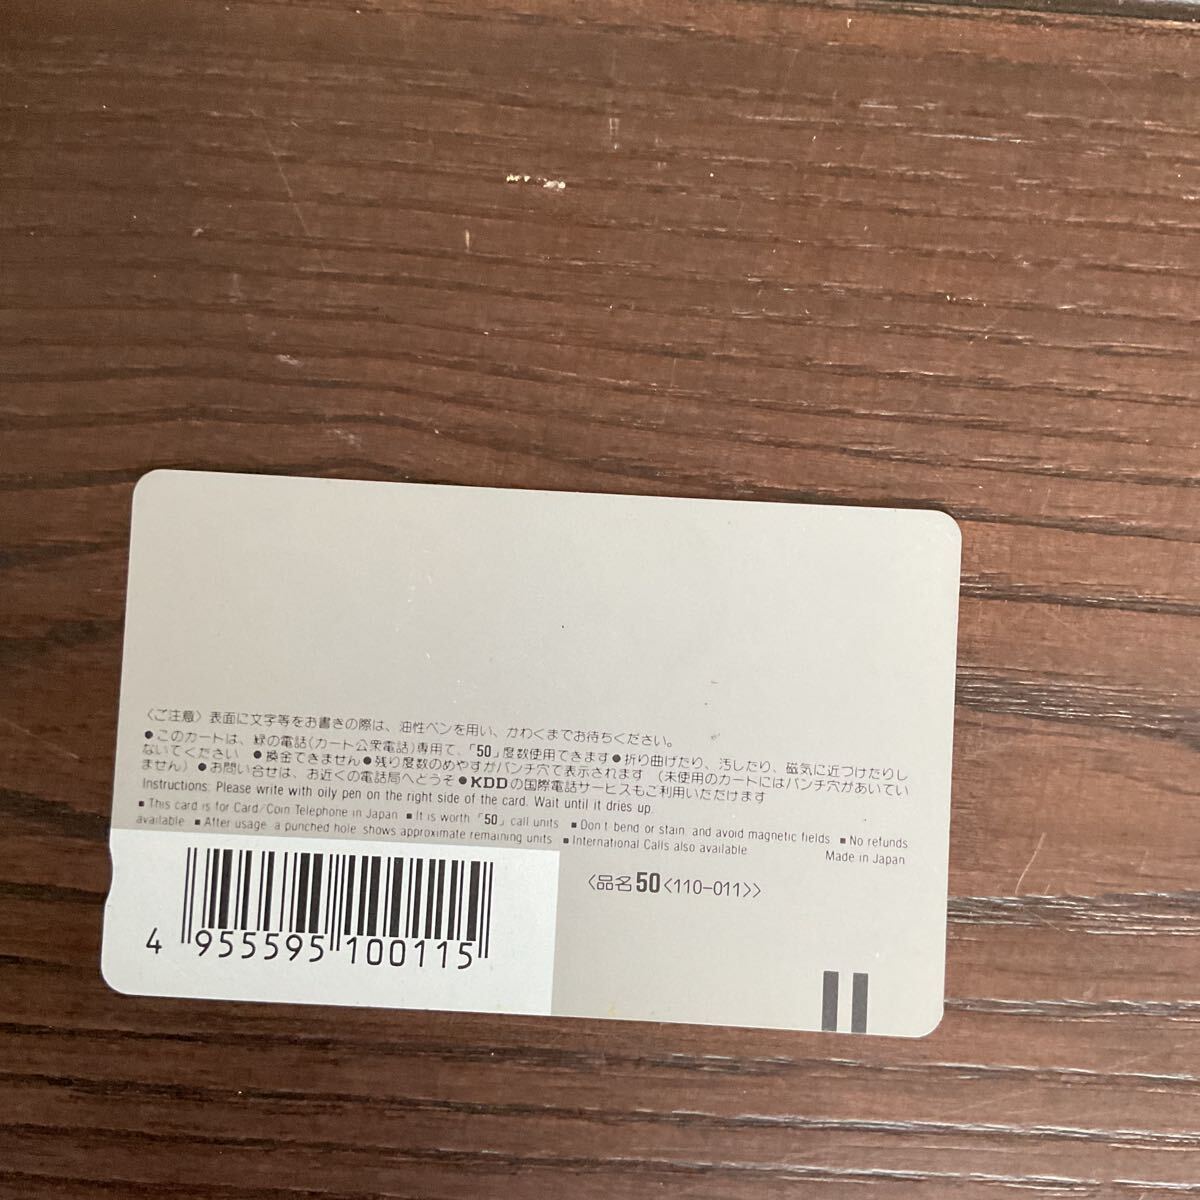 〈ご注意〉表面に文字等をお書きの際は、油性ペンを用い、かわくまでお待ちください。
●このカードは、緑の電話(カード公衆電話)専用で、「50」度数使用できます●折り曲げたり、汚したり、磁気に近づけたりし
ないでください ●換金できません●残り度数のめやすがパンチ穴で表示されます (未使用のカードにはパンチ穴があいてい
ません) ●お問い合せは、お近くの電話局へどうぞ●KDDの国際電話サービスもご利用いただけます
Instructions: Please write with oily pen on the right side of the card. Wait until it dries up.
■ This card is for Card/Coin Telephone in Japan ■ It is worth「50」call units ■ Don't bend or stain, and avoid magnetic fields ■ No refunds
available ■ After usage, a punched hole shows approximate remaining units ■ International Calls also available
Made in Japan
〈品名50〈110-011〉〉
4 955595 100115